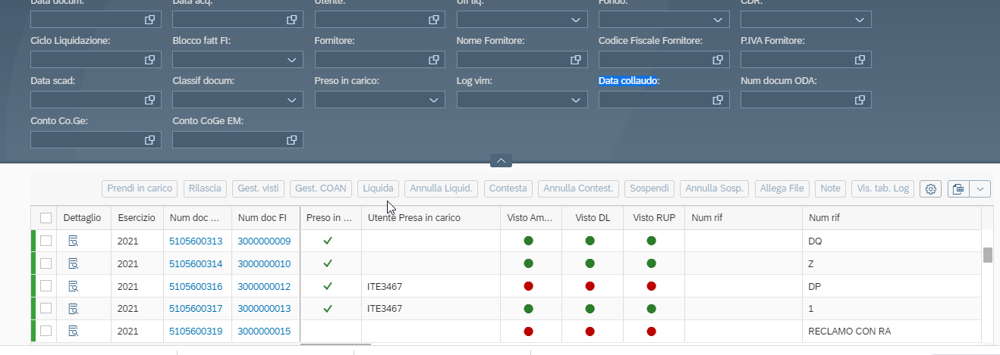 Data docum: Data acq: Utente: Uff liq: Fondo: CDR:
Ciclo Liquidazione: Blocco fatt FI: Fornitore: Nome Fornitore: Codice Fiscale Fornitore: P.IVA Fornitore:
Data scad: Classif docum: Preso in carico: Log vim: Data collaudo: Num docum ODA:
Conto Co.Ge: Conto CoGe EM:
Prendi in carico Rilascia Gest. visti Gest. COAN Liquida Annulla Liquid. Contesta Annulla Contest. Sospendi Annulla Sosp. Allega File Note Vis. tab. Log
Dettaglio Esercizio Num doc ... Num doc FI Preso in ... Utente Presa in carico Visto Am... Visto DL Visto RUP Num rif Num rif
2021 5105600313 3000000009 DQ
2021 5105600314 3000000010 Z
2021 5105600316 3000000012 ITE3467 DP
2021 5105600317 3000000013 ITE3467 1
2021 5105600319 3000000015 RECLAMO CON RA